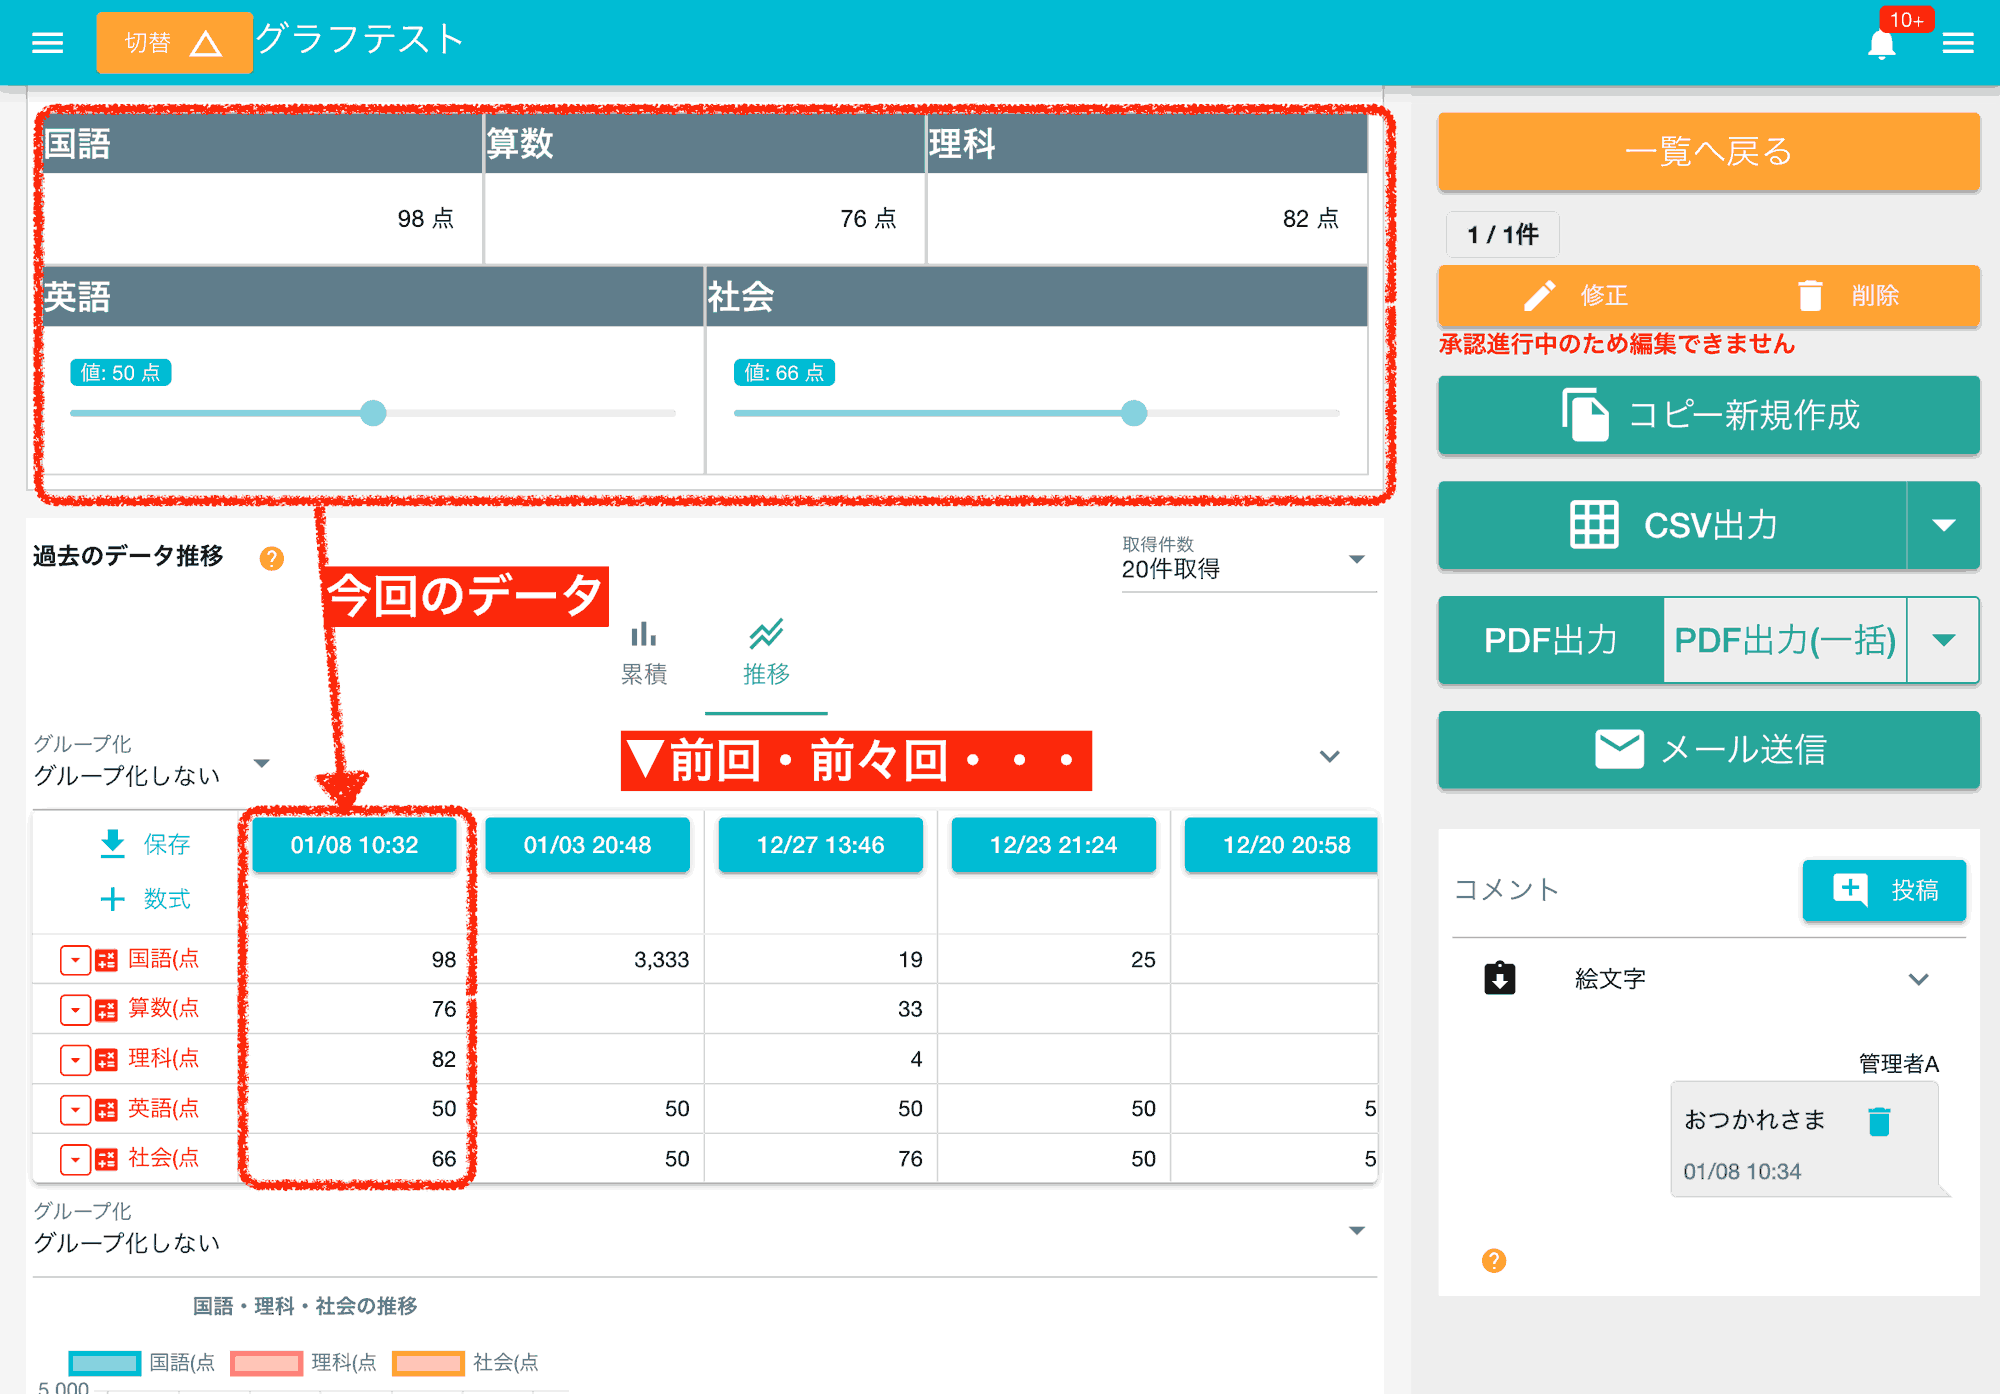 切替
グラフテスト
10+
国語
算数
理科
98 点
76 点
82 点
英語
社会
値: 50 点
値: 66 点
過去のデータ推移
?
取得件数
20件取得
今回のデータ
累積
推移
グループ化
グループ化しない
▼前回・前々回・・・
保存
数式
01/08 10:32
01/03 20:48
12/27 13:46
12/23 21:24
12/20 20:58
国語(点
98
3,333
19
25
算数(点
76
33
理科(点
82
4
英語(点
50
50
50
50
5
社会(点
66
50
76
50
5
グループ化
グループ化しない
国語・理科・社会の推移
国語(点
理科(点
社会(点
5,000
一覧へ戻る
1 / 1件
修正
削除
承認進行中のため編集できません
コピー新規作成
CSV出力
PDF出力
PDF出力(一括)
メール送信
コメント
投稿
絵文字
管理者A
おつかれさま
01/08 10:34
?